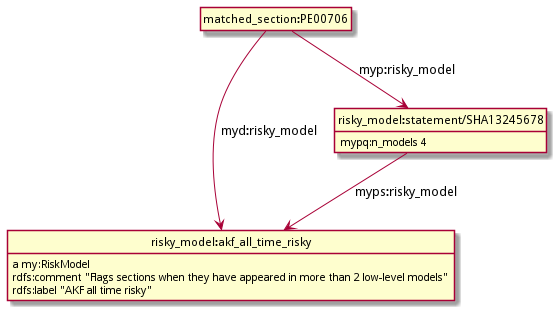 matched_section:PE00706
myp:risky_model
risky_model:statement/SHA13245678
myd:risky_model
mypq:n_models 4
myps:risky_model
risky_model:akf_all_time_risky
a my:RiskModel
rdfs:comment "Flags sections when they have appeared in more than 2 low-level models"
rdfs:label "AKF all time risky"